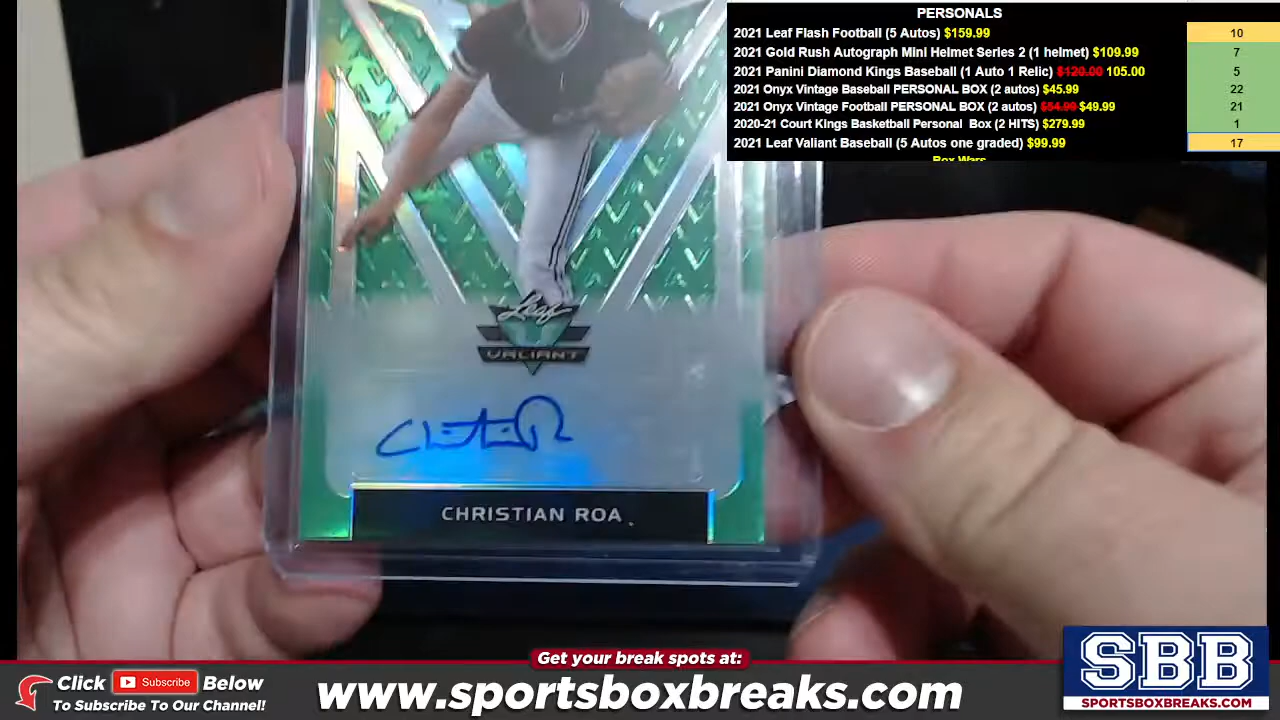 PERSONALS
2021 Leaf Flash Football (5 Autos) $159.99 10
2021 Gold Rush Autograph Mini Helmet Series 2 (1 helmet) $109.99 7
2021 Panini Diamond Kings Baseball (1 Auto 1 Relic) $120.00 105.00 5
2021 Onyx Vintage Baseball PERSONAL BOX (2 autos) $45.99 22
2021 Onyx Vintage Football PERSONAL BOX (2 autos) $54.99 $49.99 21
2020-21 Court Kings Basketball Personal Box (2 HITS) $279.99 1
2021 Leaf Valiant Baseball (5 Autos one graded) $99.99 17
Box Wars
Leaf
VALIANT
CHRISTIAN ROA
Get your break spots at:
Click Subscribe Below
To Subscribe To Our Channel!
www.sportsboxbreaks.com
SBB
SPORTSBOXBREAKS.COM